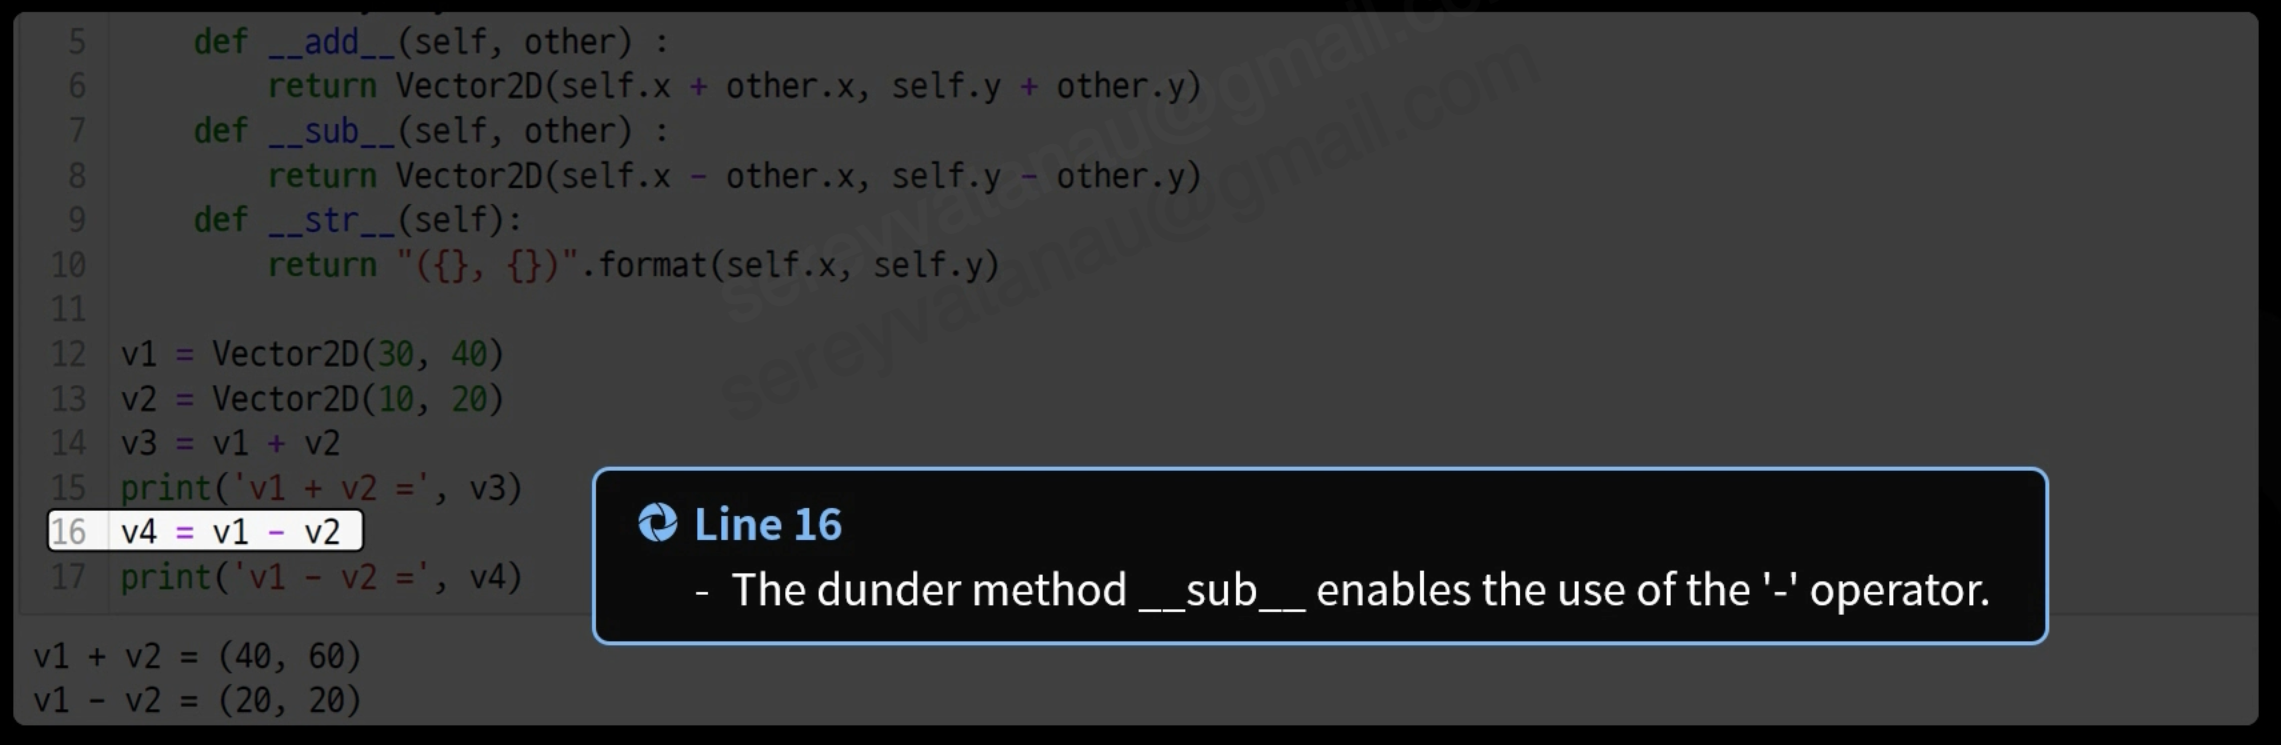 5 def __add__(self, other) :
6 return Vector2D(self.x + other.x, self.y + other.y)
7 def __sub__(self, other) :
8 return Vector2D(self.x - other.x, self.y - other.y)
9 def __str__(self):
10 return "({}, {})".format(self.x, self.y)
11
12 v1 = Vector2D(30, 40)
13 v2 = Vector2D(10, 20)
14 v3 = v1 + v2
15 print('v1 + v2 =', v3)
16 v4 = v1 - v2
17 print('v1 - v2 =', v4)
Line 16
- The dunder method __sub__ enables the use of the '-' operator.
v1 + v2 = (40, 60)
v1 - v2 = (20, 20)
sereyvatanau@gmail.com
sereyvatanau@gmail.com